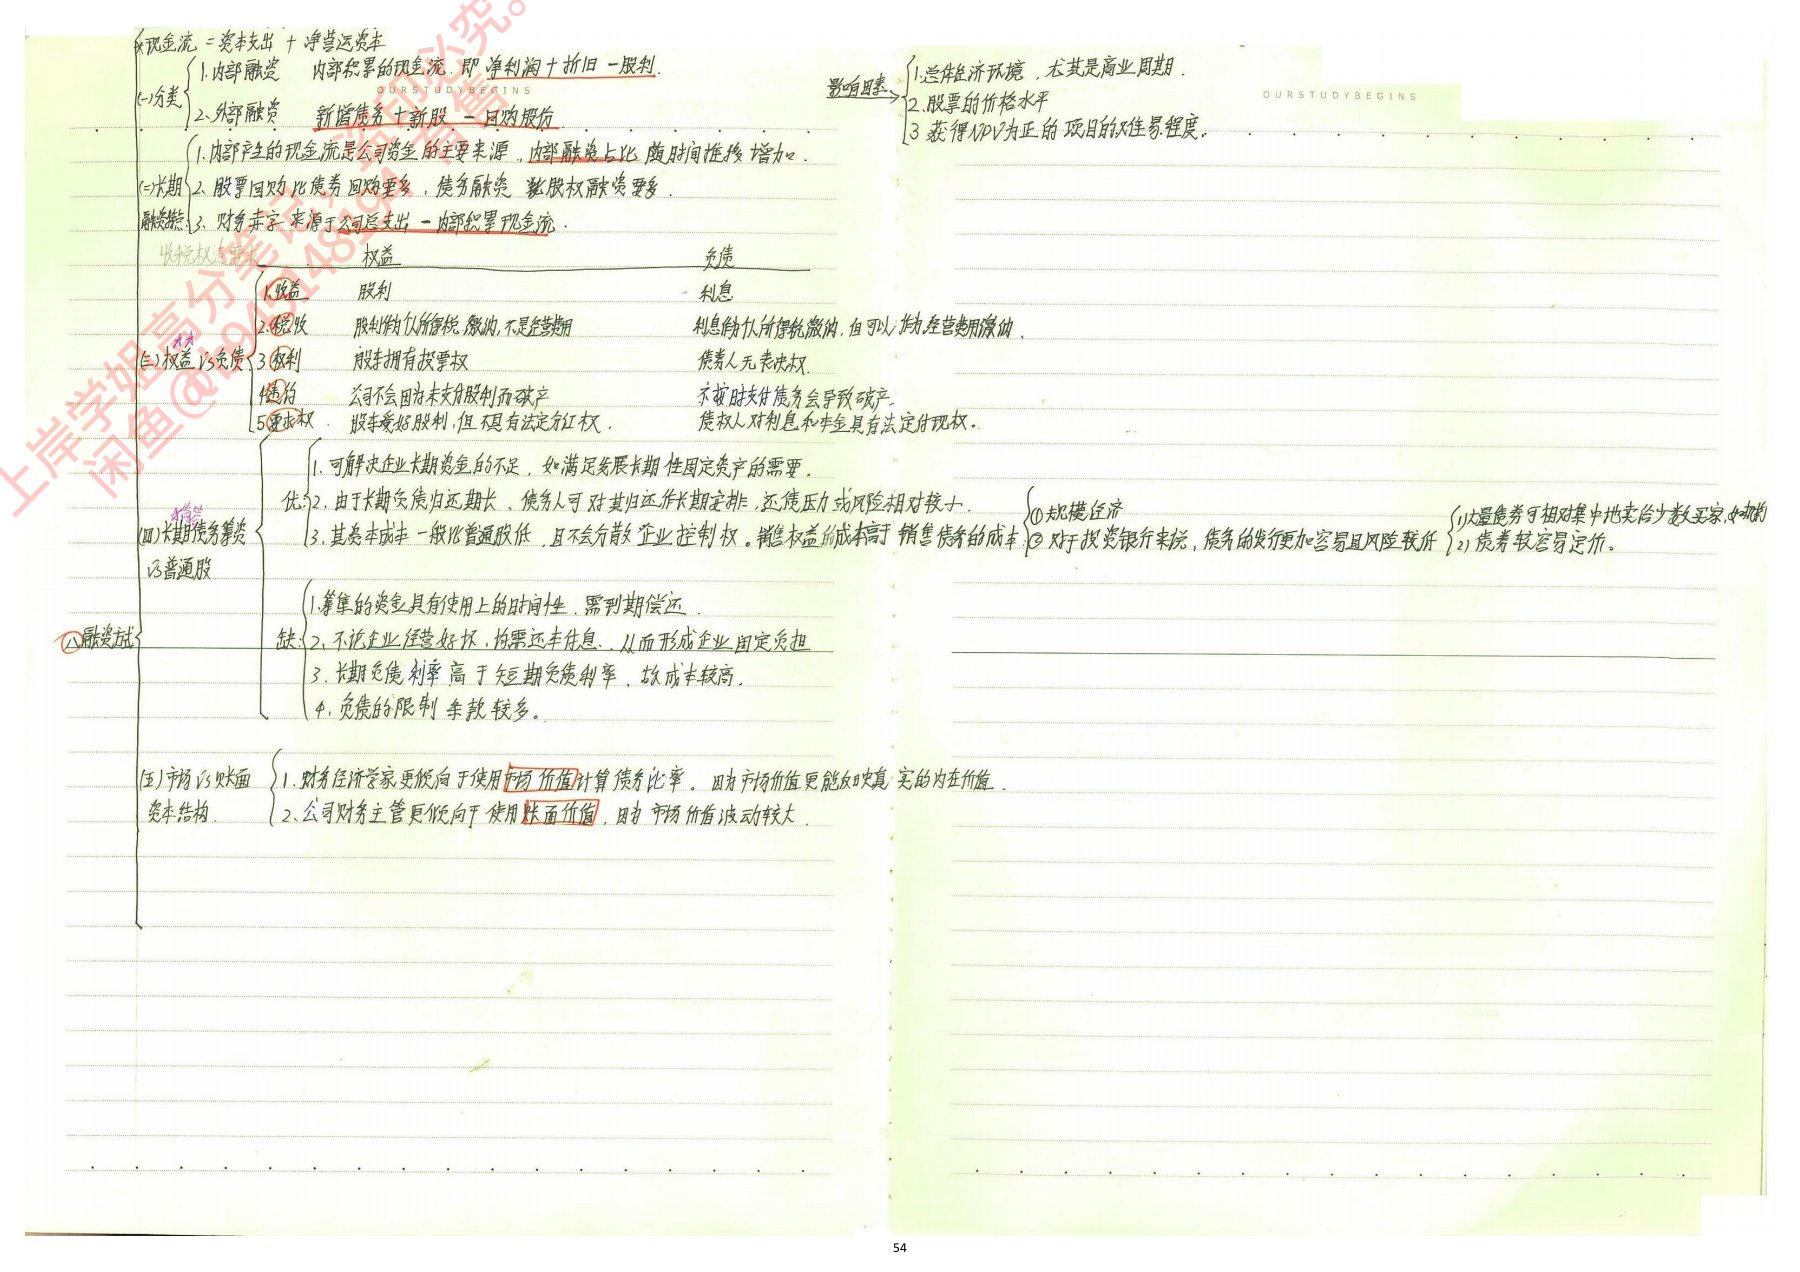 *现金流 = 资本支出 + 净营运资本
(一)分类
1.内部融资 内部积累的现金流. 即 净利润 + 折旧 - 股利.
2.外部融资 新增债务 + 新股 - 回购股份
影响因素→
1.总体经济环境, 尤其是商业周期.
2.股票的价格水平
3 获得NPV为正的项目的难易程度。
OURSTUDYBEGINS
OURSTUDYBEGINS
(二)长期融资特点:
1.内部产生的现金流是公司资金的主要来源, 内部融资占比 随时间推移 增加.
2. 股票回购 比债券回购要多, 债务融资 比股权融资 要多.
3. 财务赤字 来源于公司总支出 - 内部积累现金流.
收税权违要求
权益 负债
(三)权益 vs 负债
1.收益 股利 利息
2.税收 股利作为个人所得税 缴纳, 不是经营费用 利息作为个人所得税缴纳, 但可以 作为 经营费用缴纳.
3 权利 股东拥有投票权 债务人无表决权.
4违约 公司不会因为未支付股利而破产 不按时支付债务会导致破产.
5要求权. 股东爱好股利, 但不具有法定分红权. 债权人对利息和本金具有法定付现权。
(四)长期债务筹资
vs普通股
优:
1. 可解决企业长期资金的不足, 如满足发展长期性固定资产的需要.
2. 由于长期负债归还期长, 债务人可对其归还作长期安排, 还债压力或风险相对较小.
3. 其资本成本一般比普通股低, 且不会分散企业控制权。销售权益的成本高于 销售债务的成本:
①规模经济
② 对于投资银行来说, 债务的发行更加容易且风险较低
(1)大量债券可相对集中地卖给少数买家,
(2) 债券较容易定价。
缺:
1.筹集的资金具有使用上的时间性. 需到期偿还.
2. 不论企业经营好坏, 均需还本付息. 从而形成企业固定负担
3. 长期负债利率高于短期负债利率, 故成本较高.
4. 负债的限制条款较多。
八融资方式
(五)市场 vs 账面
资本结构.
1. 财务经济学家更倾向于使用市场价值计算债务比率。因为市场价值更能反映真实的内在价值.
2. 公司财务主管更倾向于使用账面价值, 因为市场价值波动较大.
上岸学姐高分笔记, 盗印必究。
闲鱼@tb9451148194 有售
54